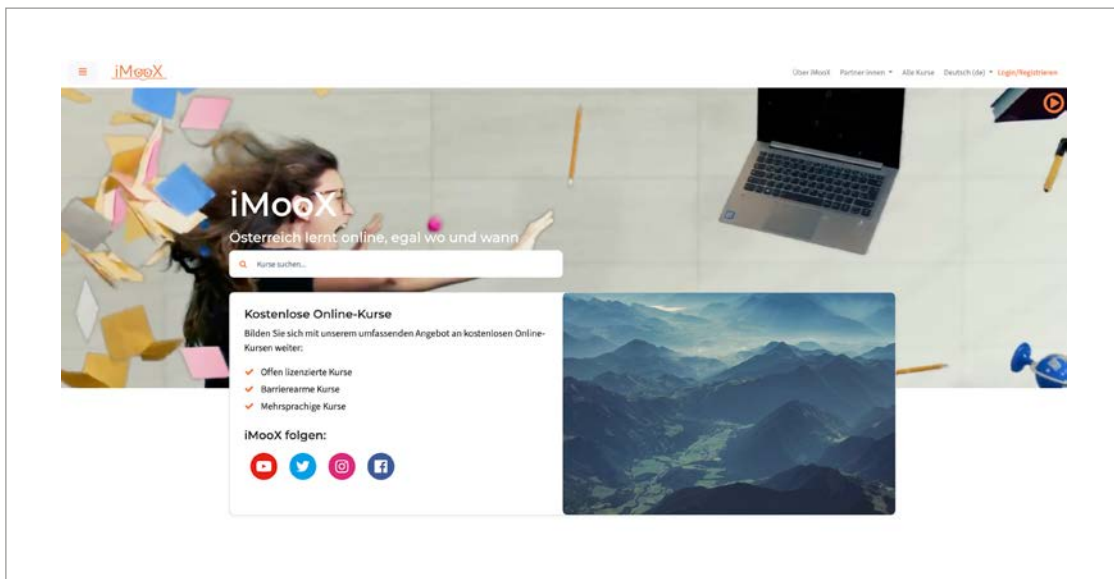 iMooX
Über iMooX Partner:innen Alle Kurse Deutsch (de) Login/Registrieren
iMooX
Österreich lernt online, egal wo und wann
Kurse suchen...
Kostenlose Online-Kurse
Bilden Sie sich mit unserem umfassenden Angebot an kostenlosen Online-
Kursen weiter:
Offen lizenzierte Kurse
Barrierearme Kurse
Mehrsprachige Kurse
iMooX folgen: